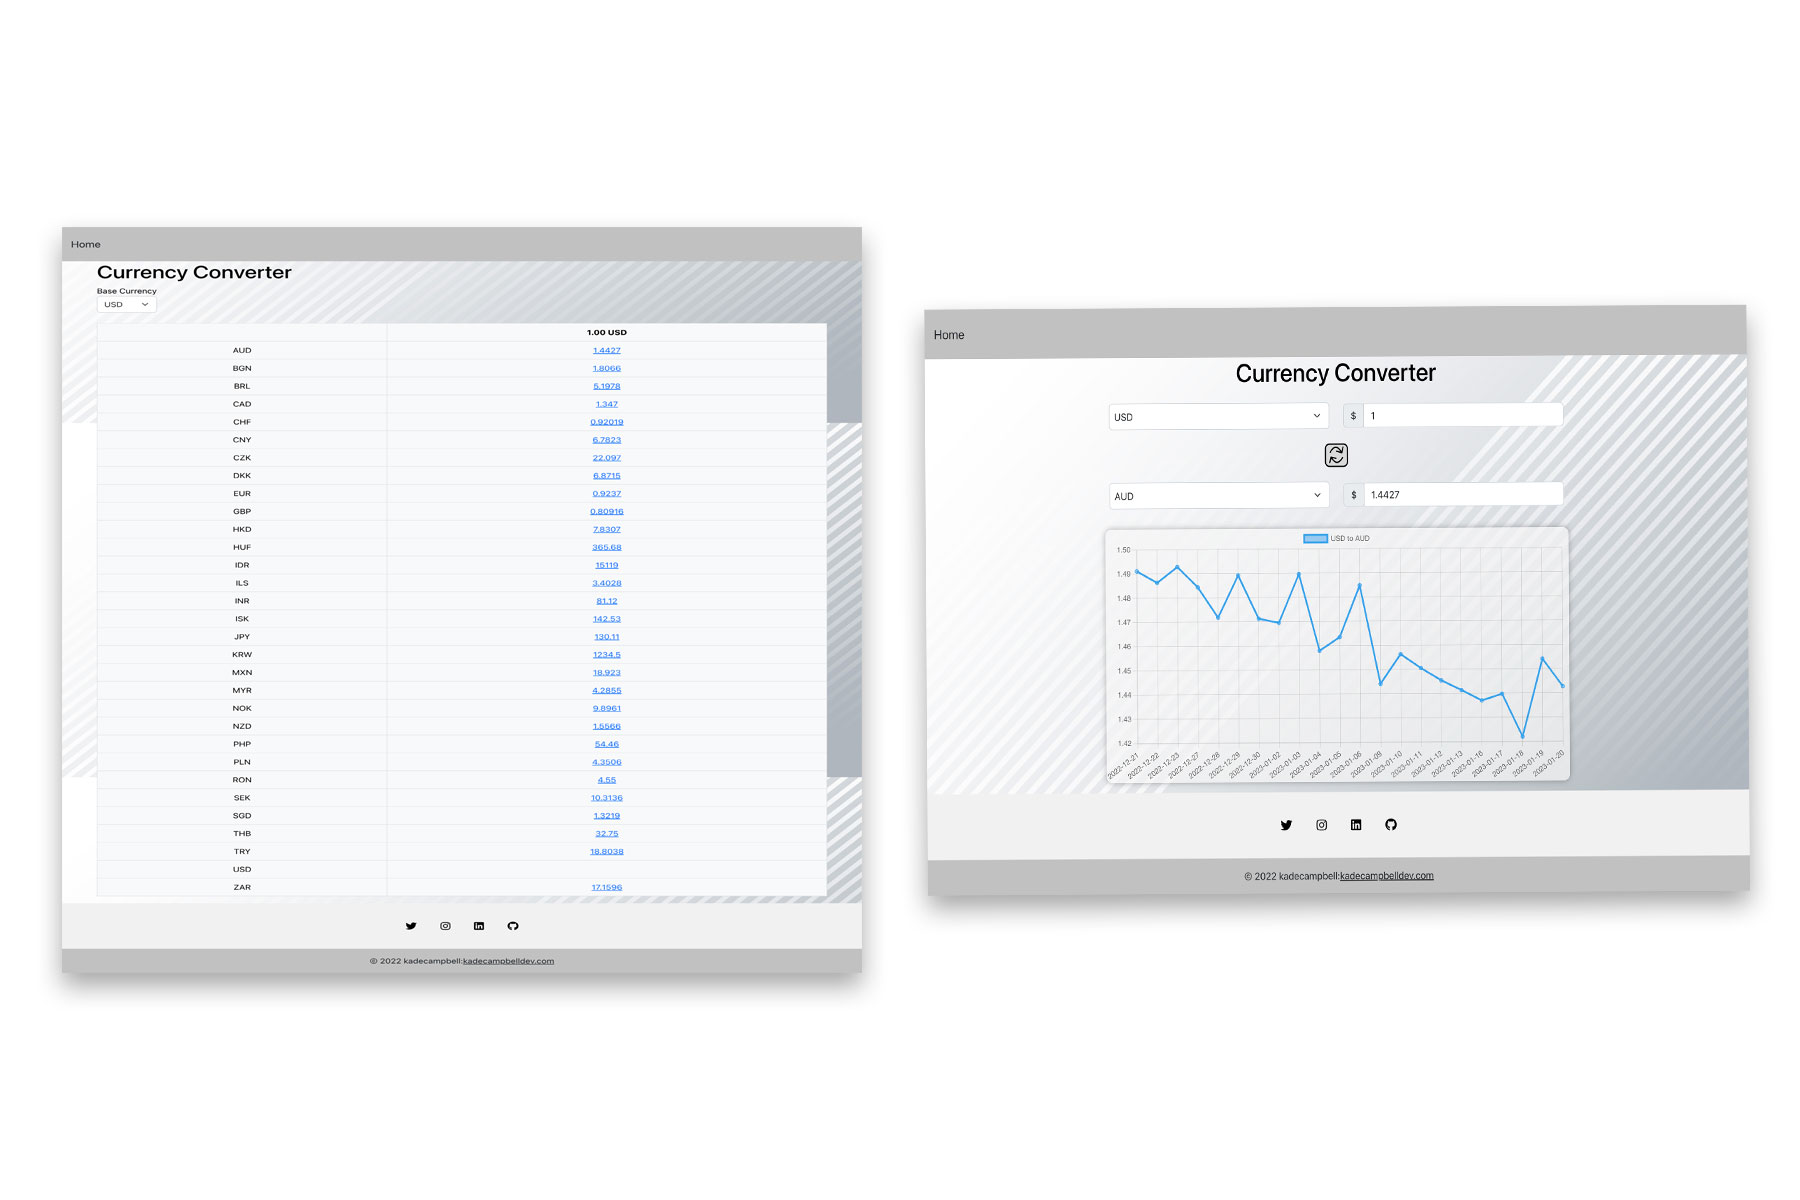 Home
Currency Converter
Base Currency
USD
1.00 USD
AUD 1.4427
BGN 1.8066
BRL 5.1978
CAD 1.347
CHF 0.92019
CNY 6.7823
CZK 22.097
DKK 6.8715
EUR 0.9237
GBP 0.80916
HKD 7.8307
HUF 365.68
IDR 15119
ILS 3.4028
INR 81.12
ISK 142.53
JPY 130.11
KRW 1234.5
MXN 18.923
MYR 4.2855
NOK 9.8961
NZD 1.5566
PHP 54.46
PLN 4.3506
RON 4.55
SEK 10.3136
SGD 1.3219
THB 32.75
TRY 18.8038
USD
ZAR 17.1596
© 2022 kadecampbell:kadecampbelldev.com
Home
Currency Converter
USD $ 1
AUD $ 1.4427
USD to AUD
1.50
1.49
1.48
1.47
1.46
1.45
1.44
1.43
1.42
2022-12-21 2022-12-22 2022-12-23 2022-12-27 2022-12-28 2022-12-29 2022-12-30 2023-01-02 2023-01-03 2023-01-04 2023-01-05 2023-01-06 2023-01-09 2023-01-10 2023-01-11 2023-01-12 2023-01-13 2023-01-16 2023-01-17 2023-01-18 2023-01-19 2023-01-20
© 2022 kadecampbell:kadecampbelldev.com